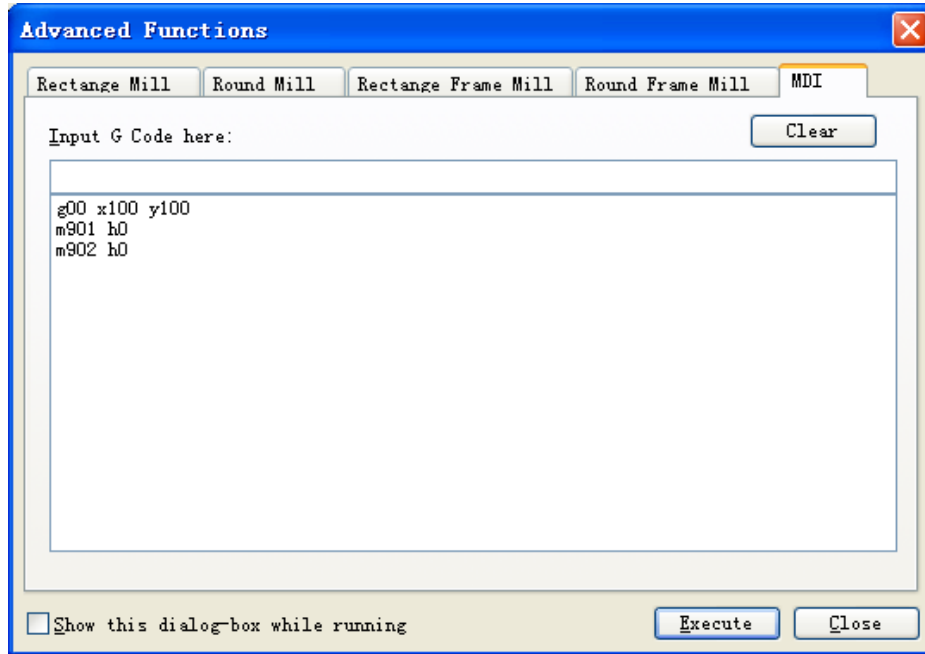 Advanced Functions
Rectange Mill Round Mill Rectange Frame Mill Round Frame Mill MDI
Input G Code here: Clear
g00 x100 y100
m901 h0
m902 h0
Show this dialog-box while running Execute Close